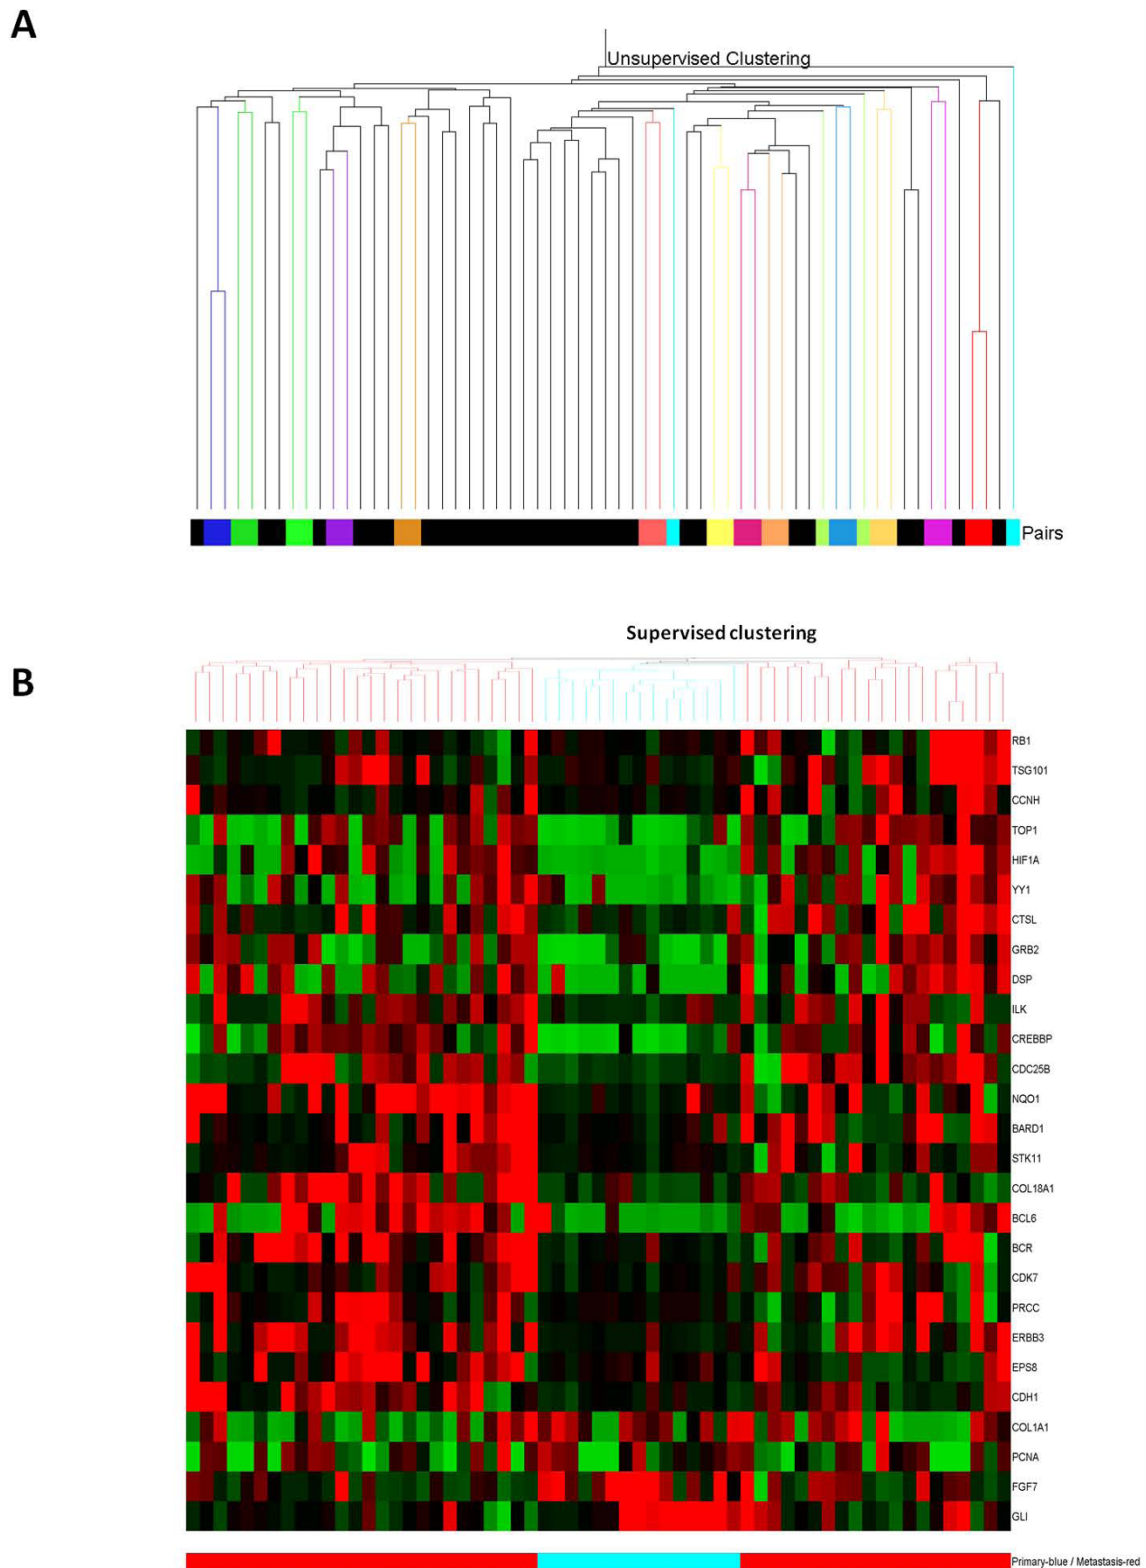 A
Unsupervised Clustering
Pairs
Supervised clustering
B
RB1
TSG101
CCNH
TOP1
HIF1A
YY1
CTSL
GRB2
DSP
ILK
CREBBP
CDC25B
NQO1
BARD1
STK11
COL18A1
BCL6
BCR
CDK7
PRCC
ERBB3
EPS8
CDH1
COL1A1
PCNA
FGF7
GLI
Primary-blue / Metastasis-red